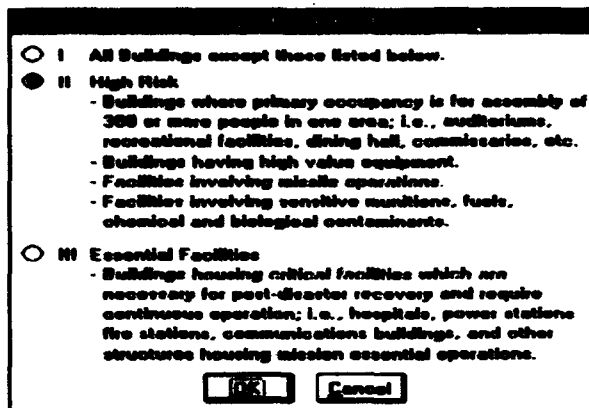 I All Buildings except those listed below.
II High Risk
- Buildings where primary occupancy is for assembly of
300 or more people in one area; i.e., auditoriums,
recreational facilities, dining hall, commissaries, etc.
- Buildings having high value equipment.
- Facilities involving missile operations.
- Facilities involving sensitive munitions, fuels,
chemical and biological contaminants.
III Essential Facilities
- Buildings housing critical facilities which are
necessary for post-disaster recovery and require
continuous operation; i.e., hospitals, power stations
fire stations, communications buildings, and other
structures housing mission essential operations.
OK Cancel